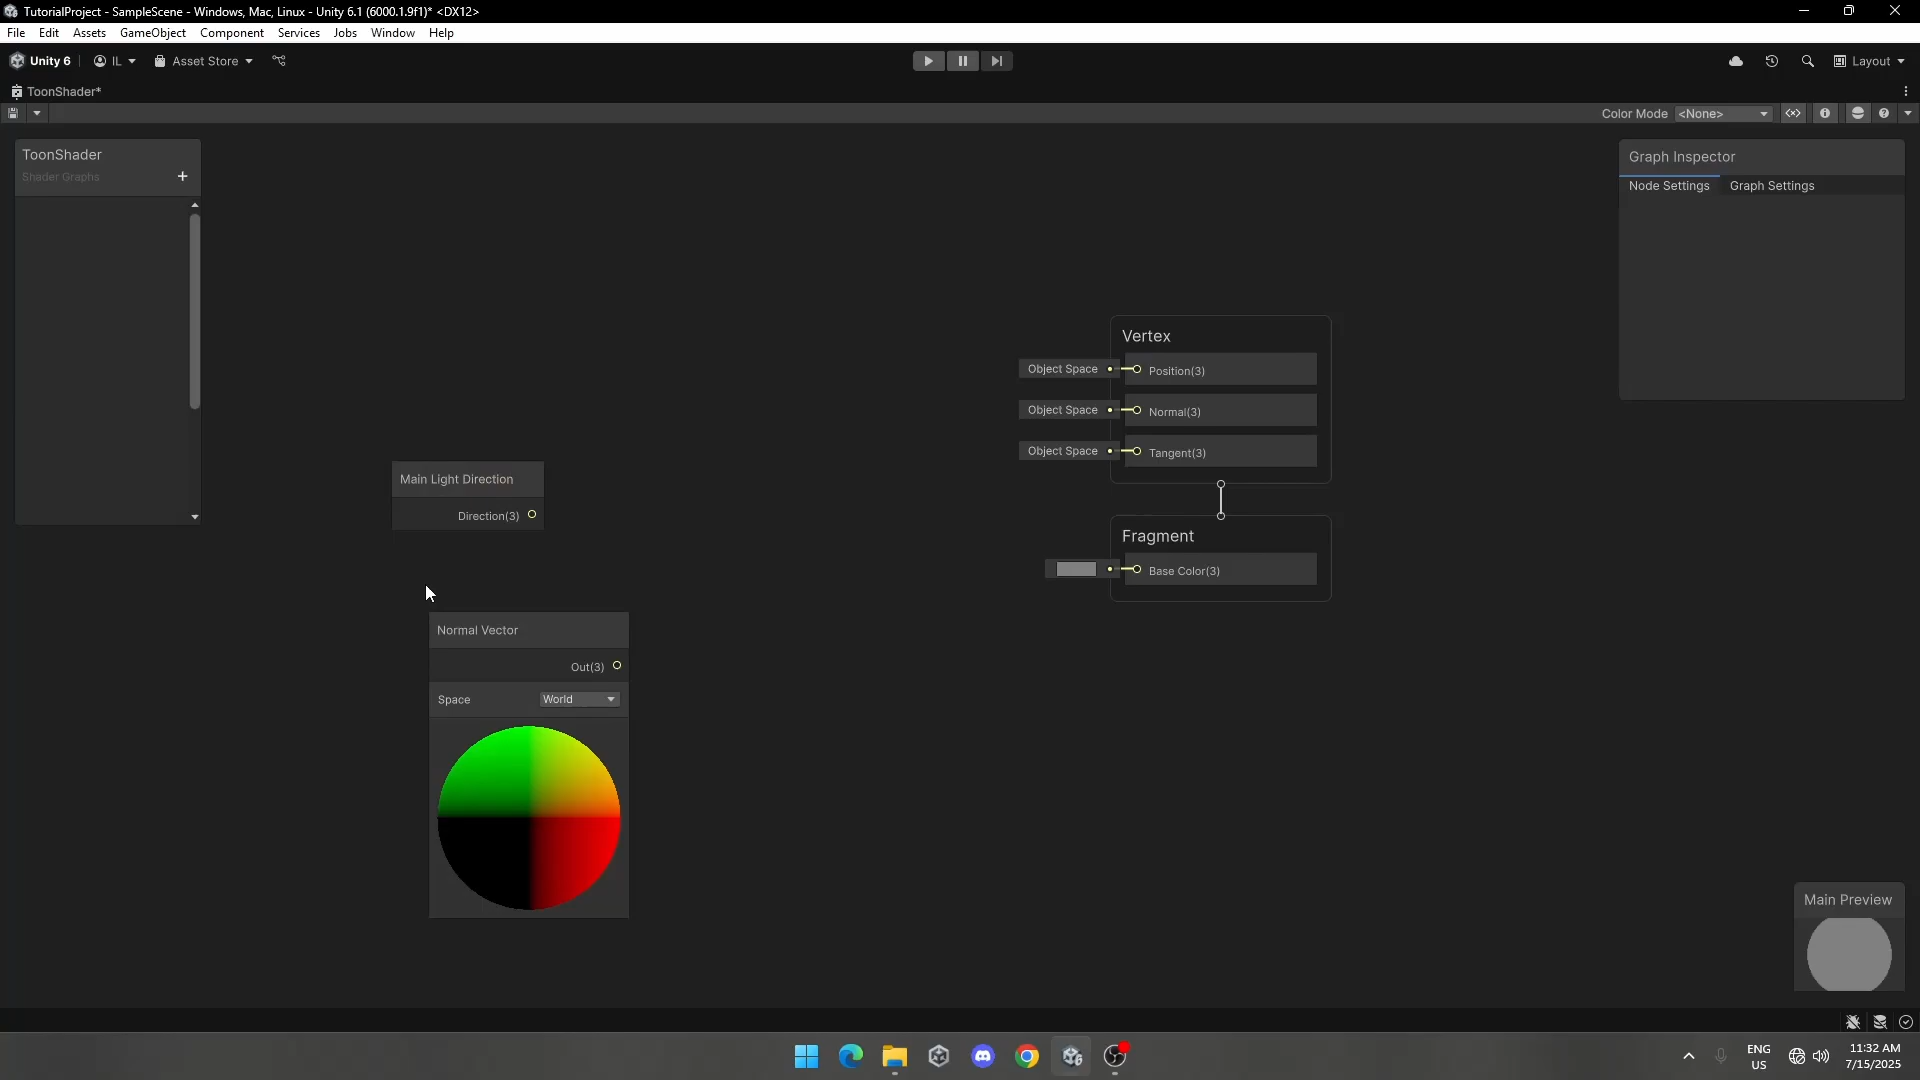 TutorialProject - SampleScene - Windows, Mac, Linux - Unity 6.1 (6000.1.9f1)* <DX12>
File Edit Assets GameObject Component Services Jobs Window Help
Unity 6 IL Asset Store Layout
ToonShader*
Color Mode <None>
ToonShader
Shader Graphs
Graph Inspector
Node Settings Graph Settings
Vertex
Object Space Position(3)
Object Space Normal(3)
Object Space Tangent(3)
Main Light Direction
Direction(3)
Fragment
Base Color(3)
Normal Vector
Out(3)
Space World
Main Preview
ENG
US
11:32 AM
7/15/2025